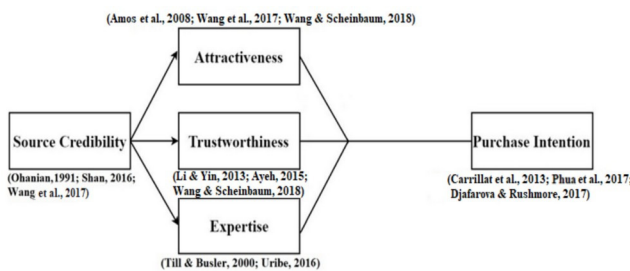 (Amos et al., 2008; Wang et al., 2017; Wang & Scheinbaum, 2018)
Attractiveness
Source Credibility
(Ohanian,1991; Shan, 2016;
Wang et al., 2017)
Trustworthiness
(Li & Yin, 2013; Ayeh, 2015;
Wang & Scheinbaum, 2018)
Expertise
(Till & Busler, 2000; Uribe, 2016)
Purchase Intention
(Carrillat et al., 2013; Phua et al., 2017;
Djafarova & Rushmore, 2017)